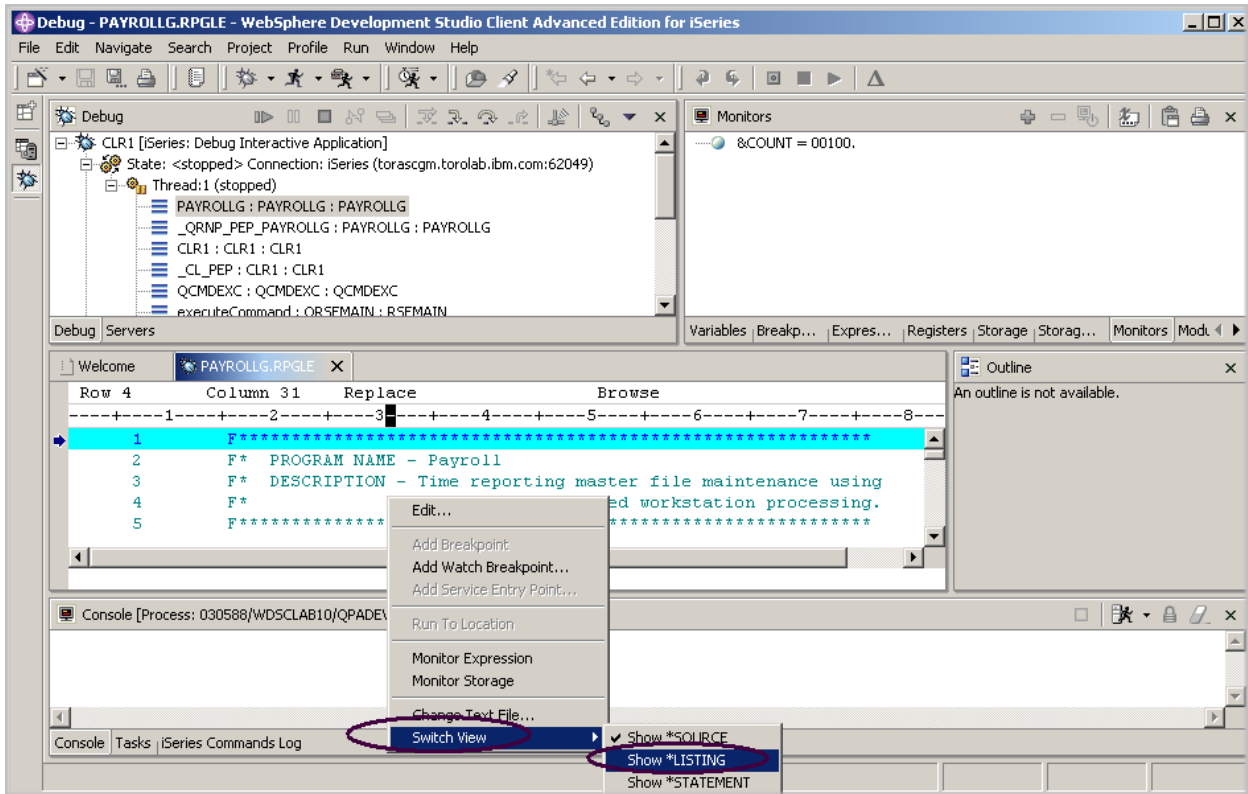 Debug - PAYROLLG.RPGLE - WebSphere Development Studio Client Advanced Edition for iSeries
File Edit Navigate Search Project Profile Run Window Help
Debug
CLR1 [iSeries: Debug Interactive Application]
State: <stopped> Connection: iSeries (torascgm.torolab.ibm.com:62049)
Thread:1 (stopped)
PAYROLLG : PAYROLLG : PAYROLLG
_QRNP_PEP_PAYROLLG : PAYROLLG : PAYROLLG
CLR1 : CLR1 : CLR1
_CL_PEP : CLR1 : CLR1
QCMDEXC : QCMDEXC : QCMDEXC
executeCommand : QRSEMAIN : RSEMAIN
Debug Servers
Monitors
&COUNT = 00100.
Variables Breakp... Expres... Registers Storage Storag... Monitors Modu
Welcome PAYROLLG.RPGLE
Row 4 Column 31 Replace Browse
----+----1----+----2----+----3-----+----4----+----5----+----6----+----7----+----8---
1 F************************************************************
2 F* PROGRAM NAME - Payroll
3 F* DESCRIPTION - Time reporting master file maintenance using
4 F* ed workstation processing.
5 F************** *************************
Outline
An outline is not available.
Edit...
Add Breakpoint
Add Watch Breakpoint...
Add Service Entry Point...
Run To Location
Monitor Expression
Monitor Storage
Change Text File...
Switch View
Show *SOURCE
Show *LISTING
Show *STATEMENT
Console [Process: 030588/WDSCLAB10/QPADEV
Console Tasks iSeries Commands Log